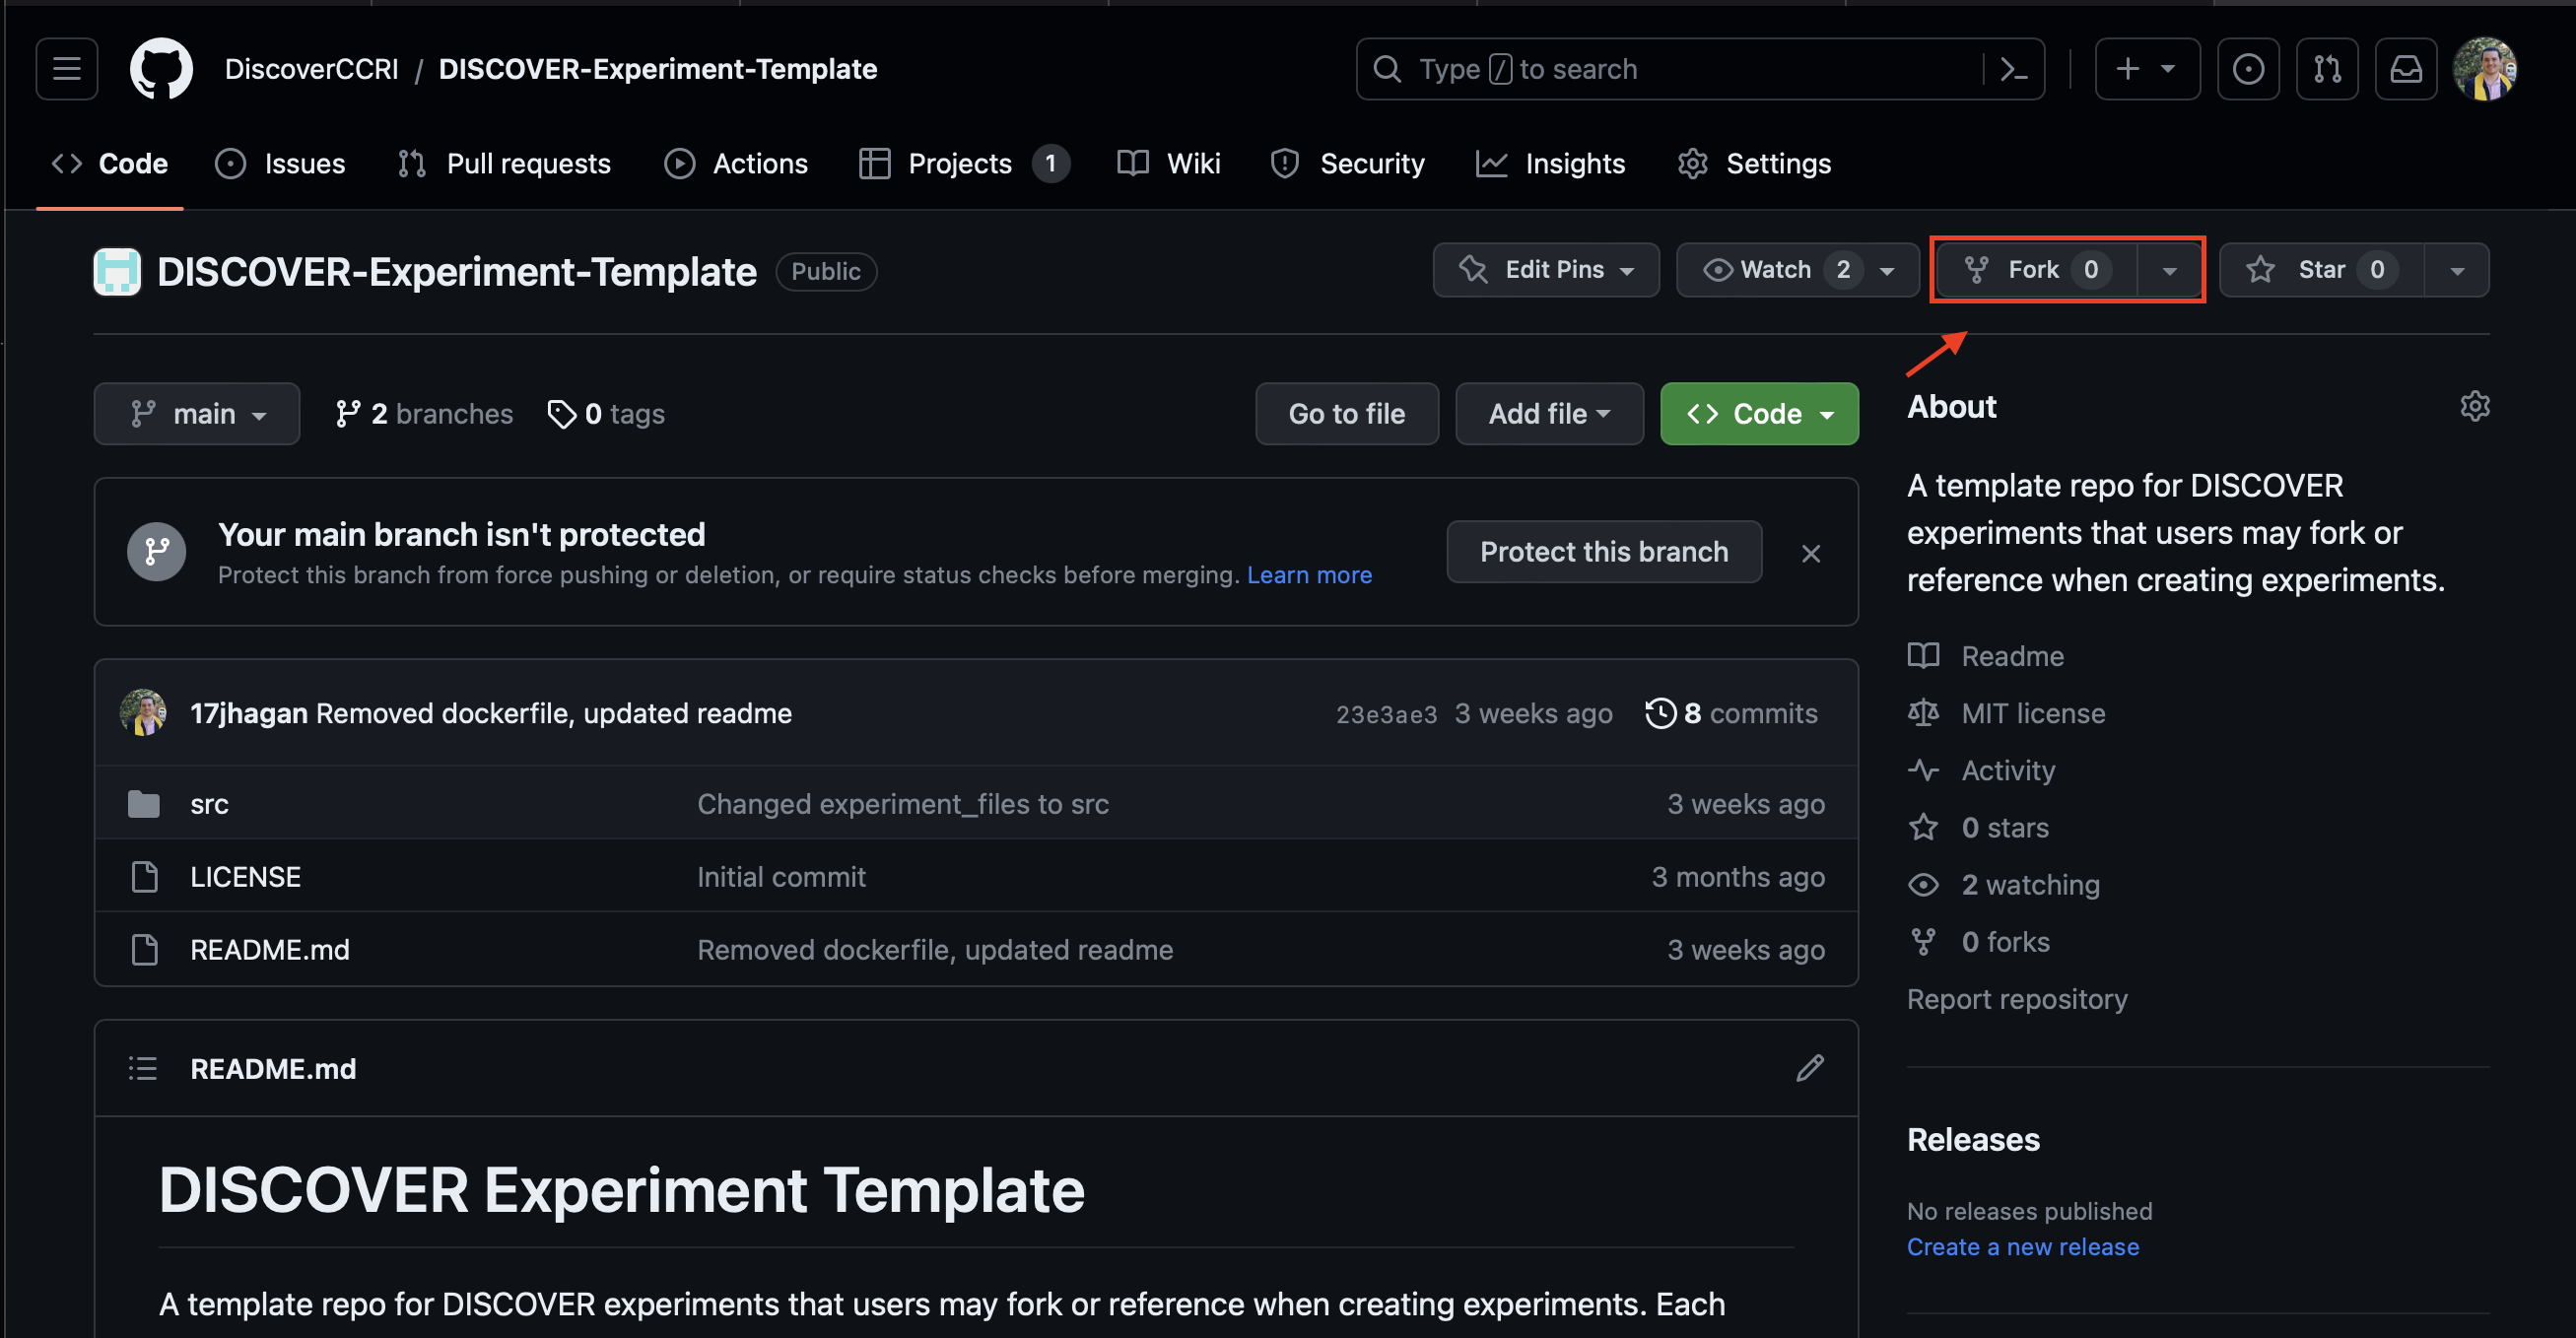 DiscoverCCRI / DISCOVER-Experiment-Template
Type / to search
Code Issues Pull requests Actions Projects 1 Wiki Security Insights Settings
DISCOVER-Experiment-Template Public
Edit Pins Watch 2 Fork 0 Star 0
main 2 branches 0 tags
Go to file Add file Code
Your main branch isn't protected
Protect this branch from force pushing or deletion, or require status checks before merging. Learn more
Protect this branch
17jhagan Removed dockerfile, updated readme 23e3ae3 3 weeks ago 8 commits
src Changed experiment_files to src 3 weeks ago
LICENSE Initial commit 3 months ago
README.md Removed dockerfile, updated readme 3 weeks ago
README.md
DISCOVER Experiment Template
A template repo for DISCOVER experiments that users may fork or reference when creating experiments. Each
About
A template repo for DISCOVER
experiments that users may fork or
reference when creating experiments.
Readme
MIT license
Activity
0 stars
2 watching
0 forks
Report repository
Releases
No releases published
Create a new release